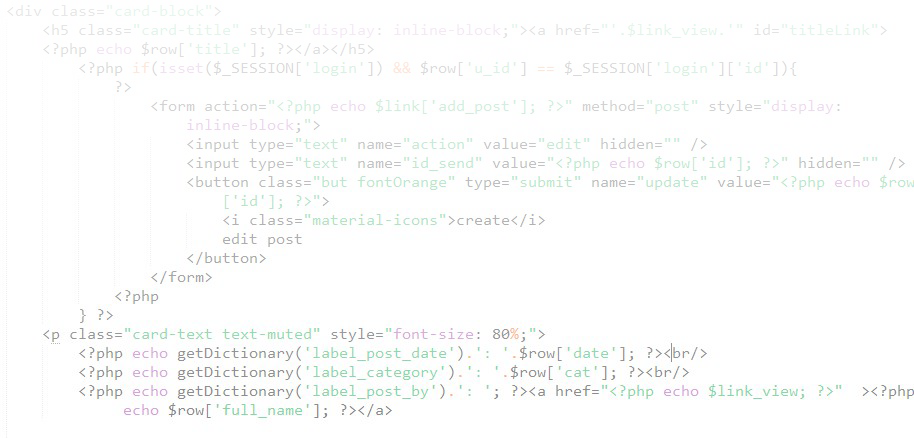 <div class="card-block">
<h5 class="card-title" style="display: inline-block;"><a href="'.$link_view.'" id="titleLink">
<?php echo $row['title']; ?></a></h5>
<?php if(isset($_SESSION['login']) && $row['u_id'] == $_SESSION['login']['id']){
?>
<form action="<?php echo $link['add_post']; ?>" method="post" style="display:
inline-block;">
<input type="text" name="action" value="edit" hidden="" />
<input type="text" name="id_send" value="<?php echo $row['id']; ?>" hidden="" />
<button class="but fontOrange" type="submit" name="update" value="<?php echo $row
['id']; ?>">
<i class="material-icons">create</i>
edit post
</button>
</form>
<?php
} ?>
<p class="card-text text-muted" style="font-size: 80%;">
<?php echo getDictionary('label_post_date').': '.$row['date']; ?><br/>
<?php echo getDictionary('label_category').': '.$row['cat']; ?><br/>
<?php echo getDictionary('label_post_by').': '; ?><a href="<?php echo $link_view; ?>"  ><?php
echo $row['full_name']; ?></a>